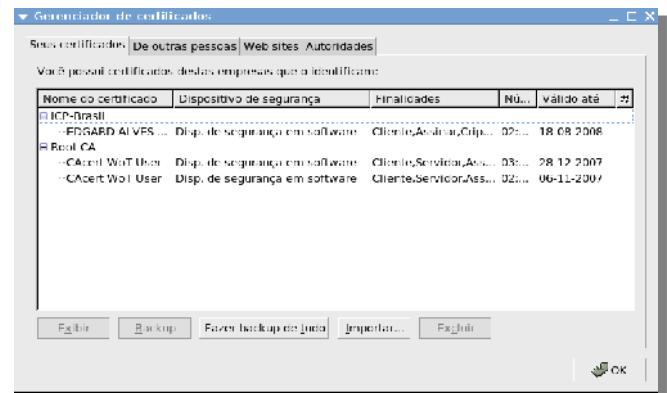 Gerenciador de certificados
Seus certificados De outras pessoas Web sites Autoridades
Você possui certificados destas empresas que o identificam:
Nome do certificado Dispositivo de segurança Finalidades Nú... Válido até
ICP-Brasil
EDGARD ALVES ... Disp. de segurança em software Cliente,Assinar,Crip... 02:... 18-08-2008
Root CA
CAcert WoT User Disp. de segurança em software Cliente,Servidor,Ass... 03:... 28-12-2007
CAcert WoT User Disp. de segurança em software Cliente,Servidor,Ass... 02:... 06-11-2007
Exibir Backup Fazer backup de tudo Importar... Excluir
OK